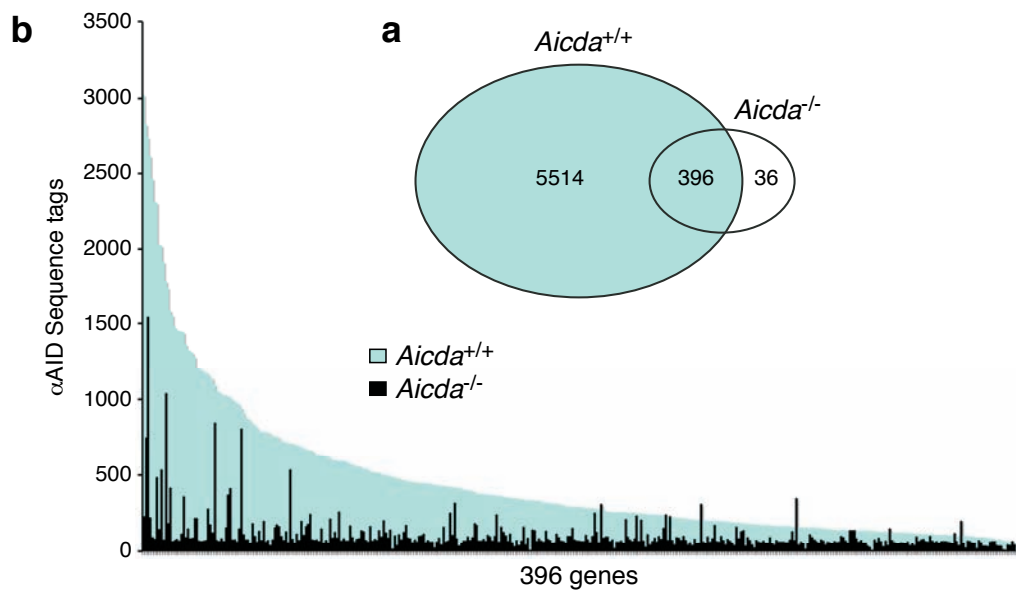 b
a
Aicda+/+
Aicda-/-
5514
396
36
αAID Sequence tags
3500
3000
2500
2000
1500
1000
500
0
Aicda+/+
Aicda-/-
396 genes